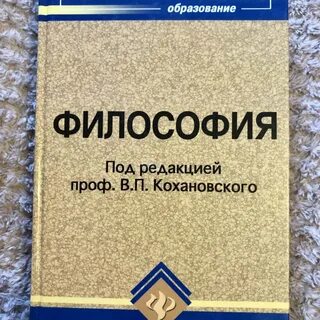 образование
ФИЛОСОФИЯ
Под редакцией
проф. В.П. Кохановского